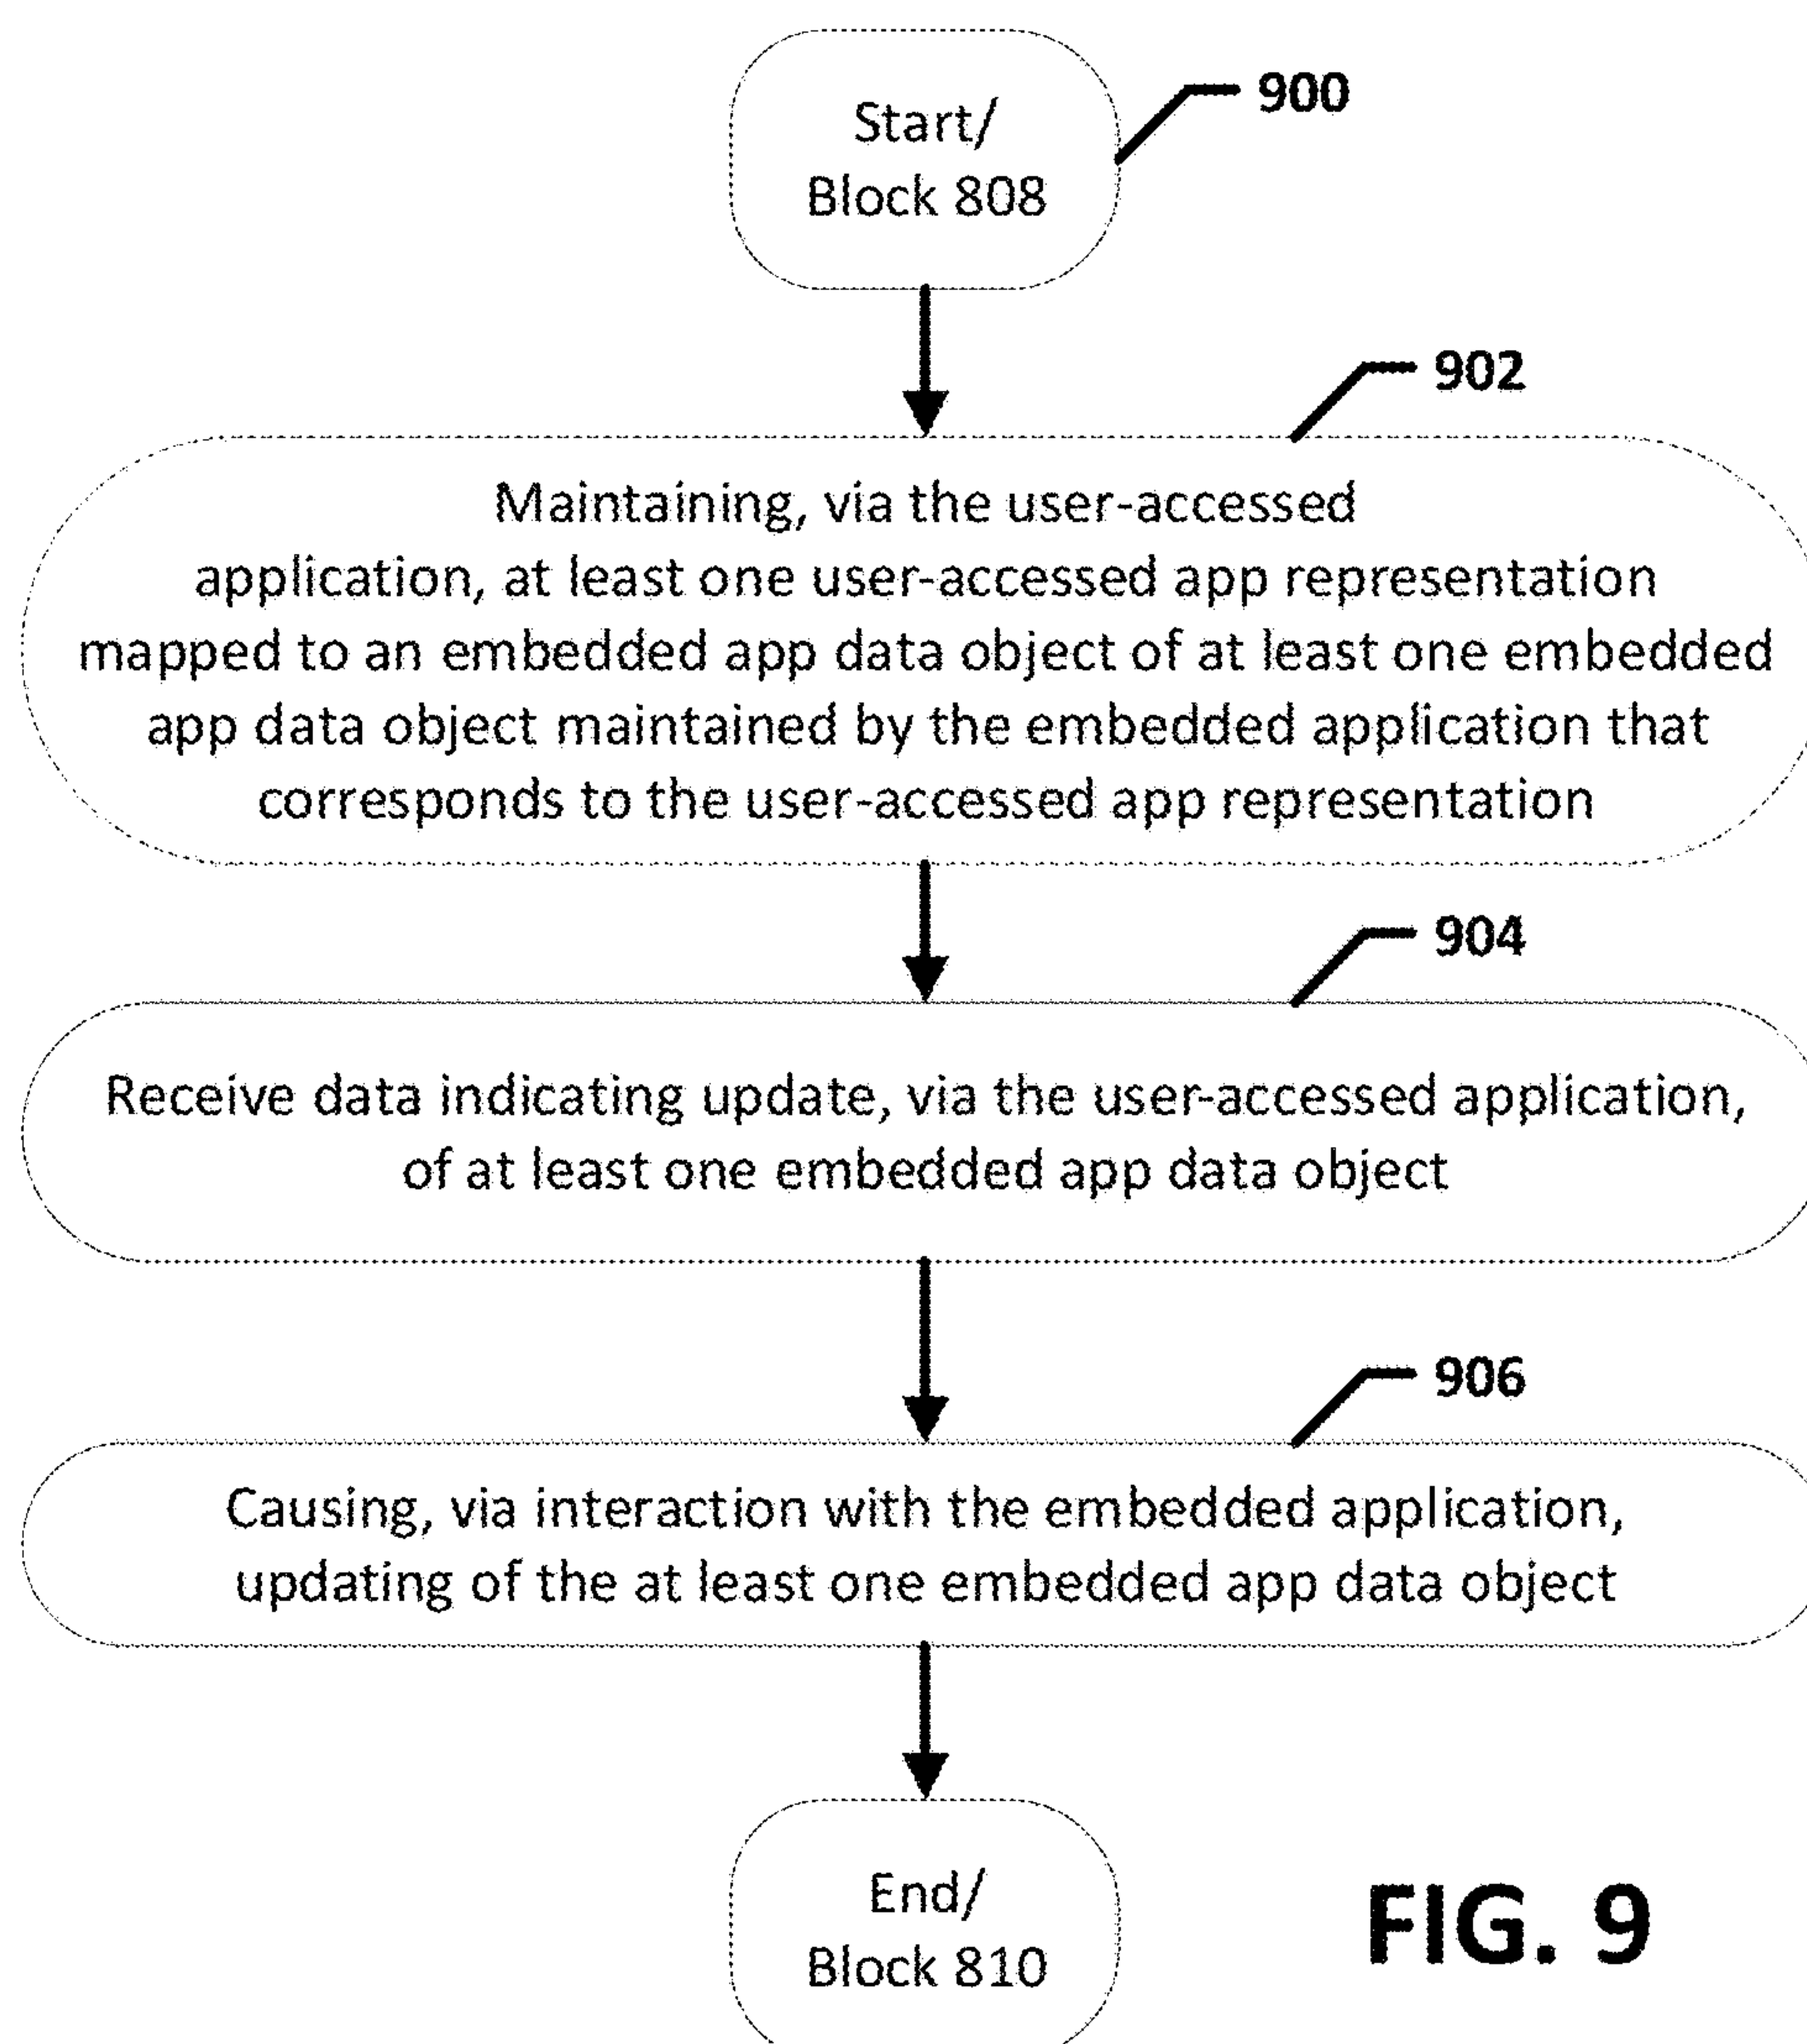 Start/
Block 808
900
902
Maintaining, via the user-accessed
application, at least one user-accessed app representation
mapped to an embedded app data object of at least one embedded
app data object maintained by the embedded application that
corresponds to the user-accessed app representation
904
Receive data indicating update, via the user-accessed application,
of at least one embedded app data object
906
Causing, via interaction with the embedded application,
updating of the at least one embedded app data object
End/
Block 810
FIG. 9